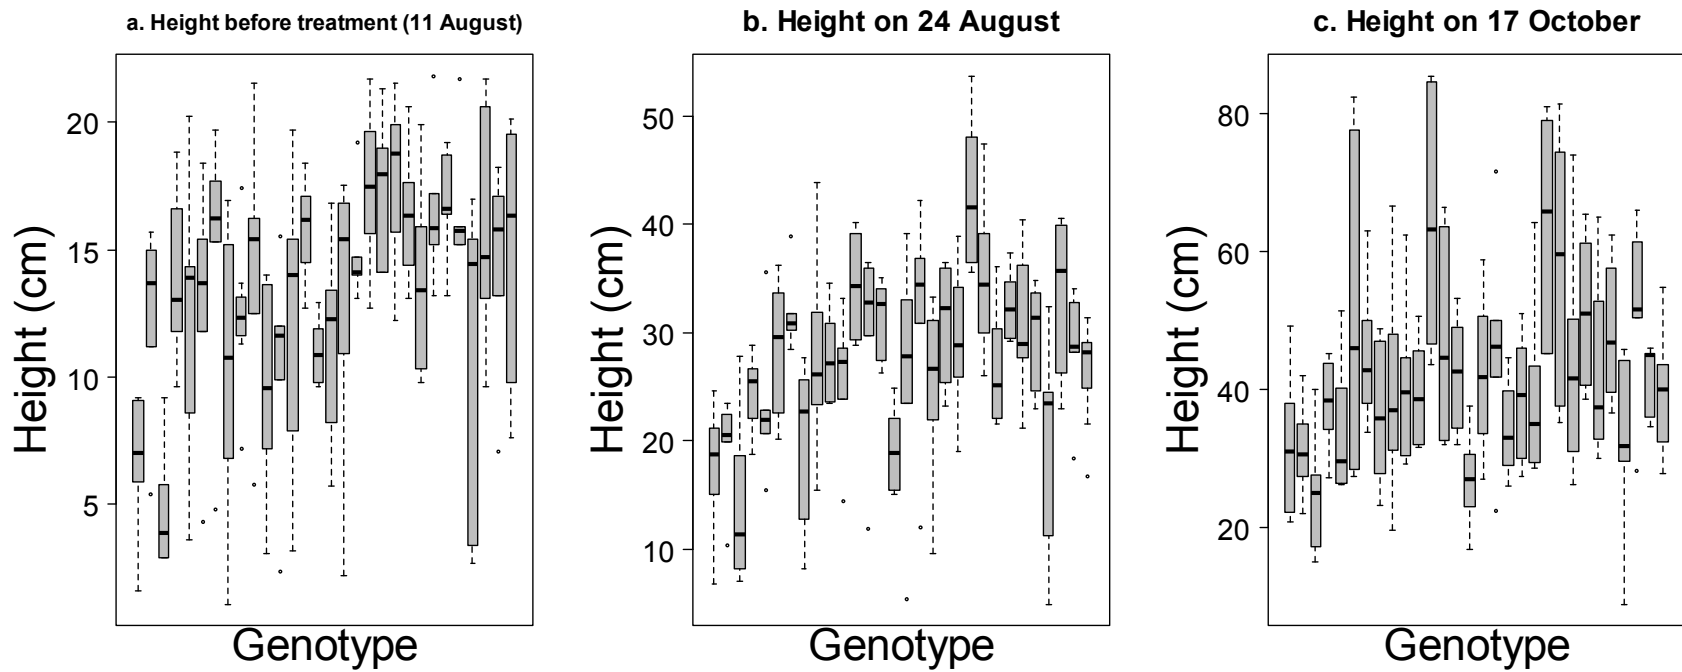 a. Height before treatment (11 August)
Height (cm)
20
15
10
5
Genotype
b. Height on 24 August
Height (cm)
50
40
30
20
10
Genotype
c. Height on 17 October
Height (cm)
80
60
40
20
Genotype